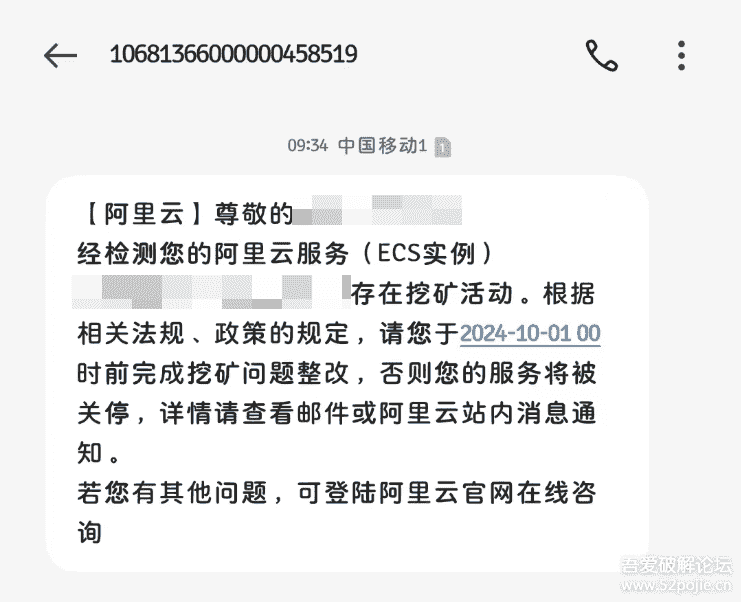 10681366000000458519
09:34 中国移动1 1
【阿里云】尊敬的
经检测您的阿里云服务（ECS实例）
存在挖矿活动。根据
相关法规、政策的规定，请您于2024-10-01 00
时前完成挖矿问题整改，否则您的服务将被
关停，详情请查看邮件或阿里云站内消息通
知。
若您有其他问题，可登陆阿里云官网在线咨
询
吾爱破解论坛
www.52pojie.cn